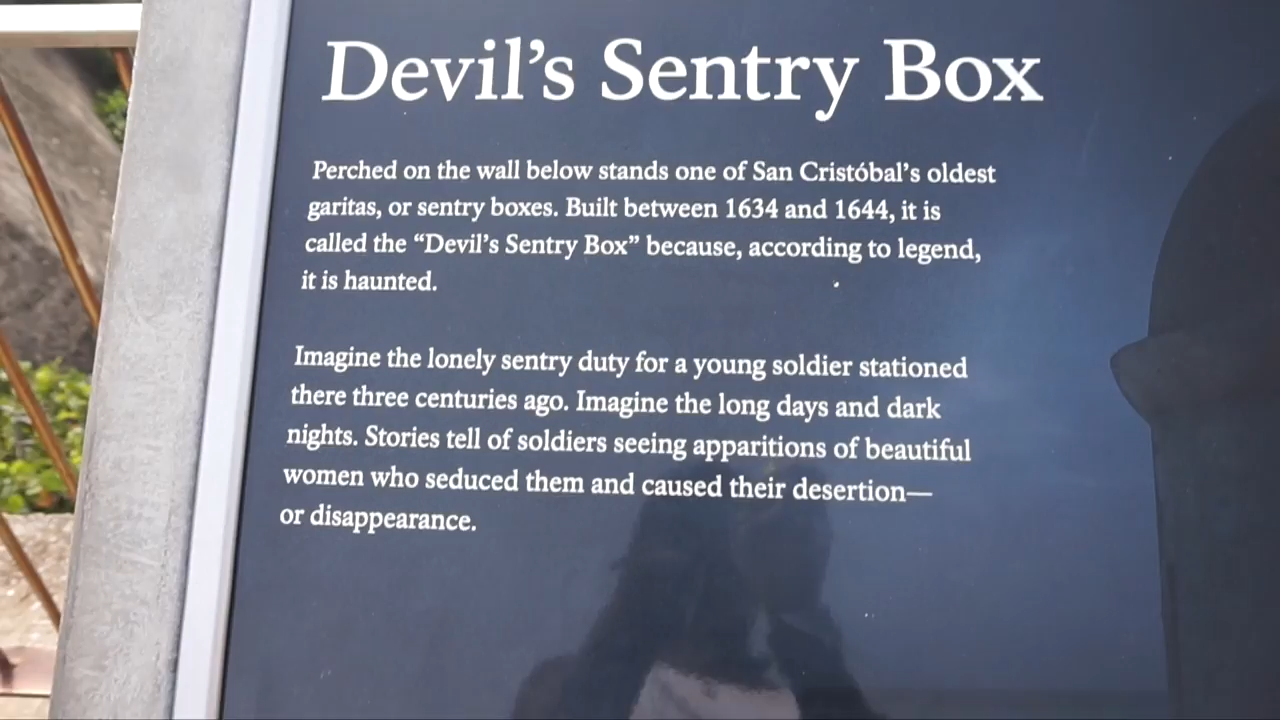 Devil's Sentry Box
Perched on the wall below stands one of San Cristóbal's oldest
garitas, or sentry boxes. Built between 1634 and 1644, it is
called the “Devil's Sentry Box” because, according to legend,
it is haunted.
Imagine the lonely sentry duty for a young soldier stationed
there three centuries ago. Imagine the long days and dark
nights. Stories tell of soldiers seeing apparitions of beautiful
women who seduced them and caused their desertion—
or disappearance.